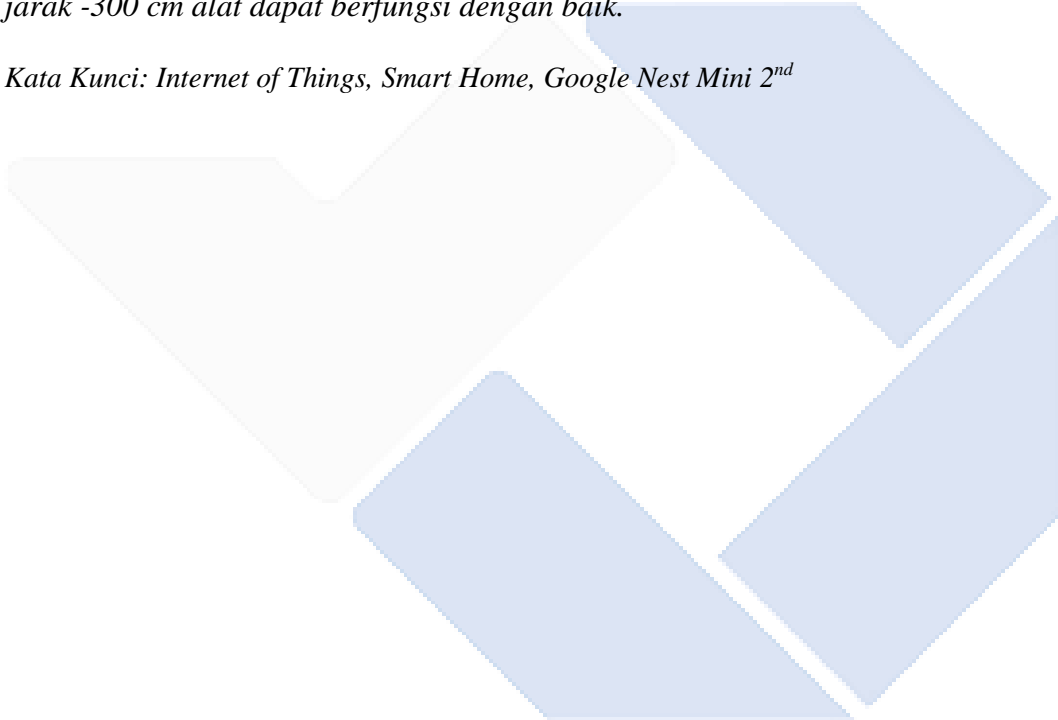 jarak -300 cm alat dapat berfungsi dengan baik.
Kata Kunci: Internet of Things, Smart Home, Google Nest Mini 2nd